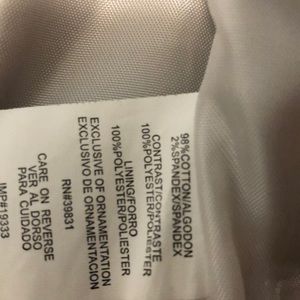 98%COTTON/ALGODON
2%SPANDEX/SPANDEX
CONTRAST/CONTRASTE
100%POLYESTER/POLIESTER
LINING/FORRO
100%POLYESTER/POLIESTER
EXCLUSIVE OF ORNAMENTATION
EXCLUSIVO DE ORNAMENTACION
RN#39831
CARE ON REVERSE
VER AL DORSO
PARA CUIDADO
IMP#19333